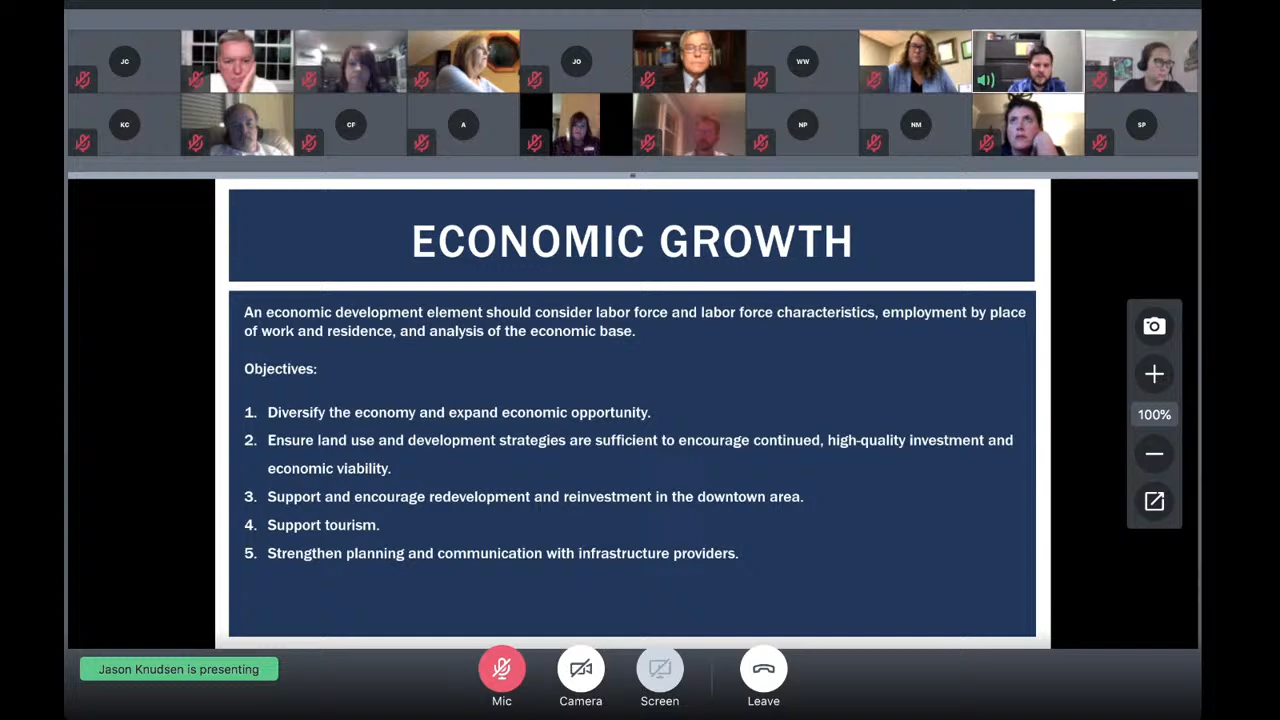 JC
JO
WW
KC
CF
A
NP
NM
SP
ECONOMIC GROWTH
An economic development element should consider labor force and labor force characteristics, employment by place
of work and residence, and analysis of the economic base.
Objectives:
1. Diversify the economy and expand economic opportunity.
2. Ensure land use and development strategies are sufficient to encourage continued, high-quality investment and
economic viability.
3. Support and encourage redevelopment and reinvestment in the downtown area.
4. Support tourism.
5. Strengthen planning and communication with infrastructure providers.
100%
Jason Knudsen is presenting
Mic
Camera
Screen
Leave